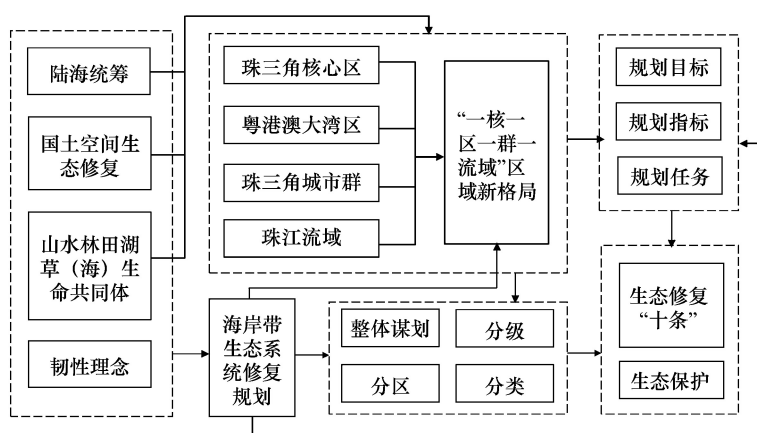 陆海统筹
国土空间生
态修复
山水林田湖
草（海）生
命共同体
韧性理念
珠三角核心区
粤港澳大湾区
珠三角城市群
珠江流域
“一核一
区一群一
流域”区
域新格局
海岸带
生态系
统修复
规划
整体谋划
分级
分区
分类
规划目标
规划指标
规划任务
生态修复
“十条”
生态保护